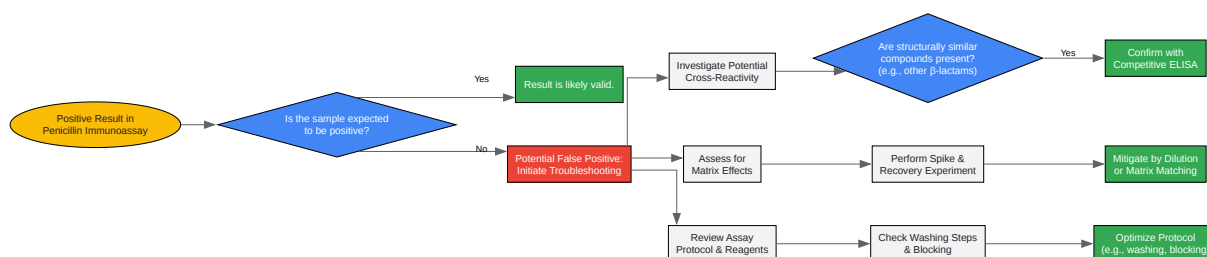 Positive Result in
Penicillin Immunoassay
Is the sample expected
to be positive?
Yes
Result is likely valid.
No
Potential False Positive:
Initiate Troubleshooting
Investigate Potential
Cross-Reactivity
Are structurally similar
compounds present?
(e.g., other β-lactams)
Yes
Confirm with
Competitive ELISA
Assess for
Matrix Effects
Perform Spike &
Recovery Experiment
Mitigate by Dilution
or Matrix Matching
Review Assay
Protocol & Reagents
Check Washing Steps
& Blocking
Optimize Protocol
(e.g., washing, blocking